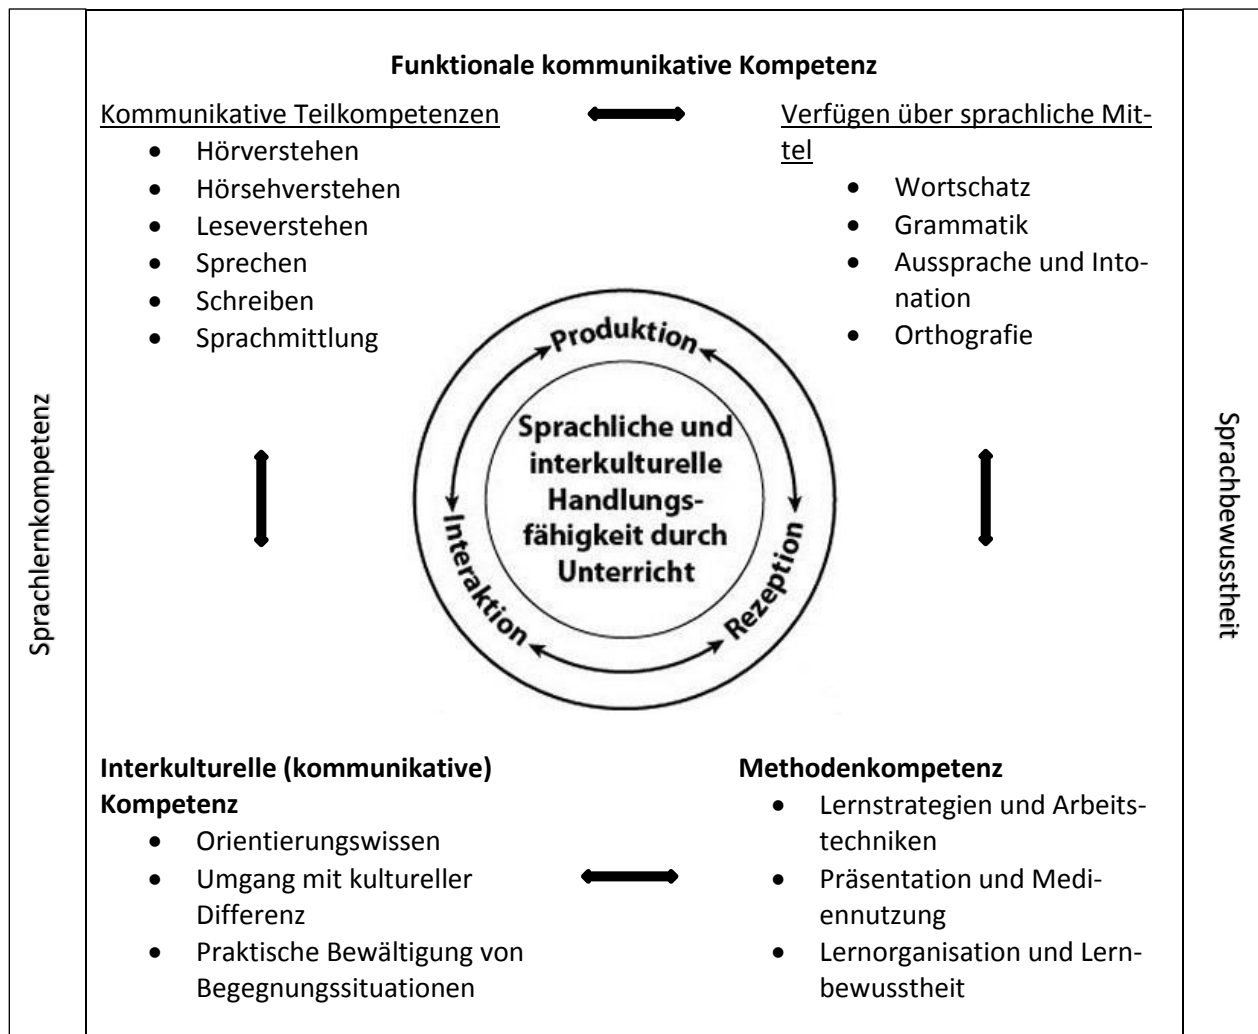 Funktionale kommunikative Kompetenz
Kommunikative Teilkompetenzen
• Hörverstehen
• Hörsehverstehen
• Leseverstehen
• Sprechen
• Schreiben
• Sprachmittlung
Verfügen über sprachliche Mit-
tel
• Wortschatz
• Grammatik
• Aussprache und Into-
nation
• Orthografie
Sprachlernkompetenz
Produktion
Sprachliche und
interkulturelle
Handlungs-
fähigkeit durch
Unterricht
Interaktion
Rezeption
Sprachbewusstheit
Interkulturelle (kommunikative)
Kompetenz
• Orientierungswissen
• Umgang mit kultureller
Differenz
• Praktische Bewältigung von
Begegnungssituationen
Methodenkompetenz
• Lernstrategien und Arbeits-
techniken
• Präsentation und Medi-
ennutzung
• Lernorganisation und Lern-
bewusstheit